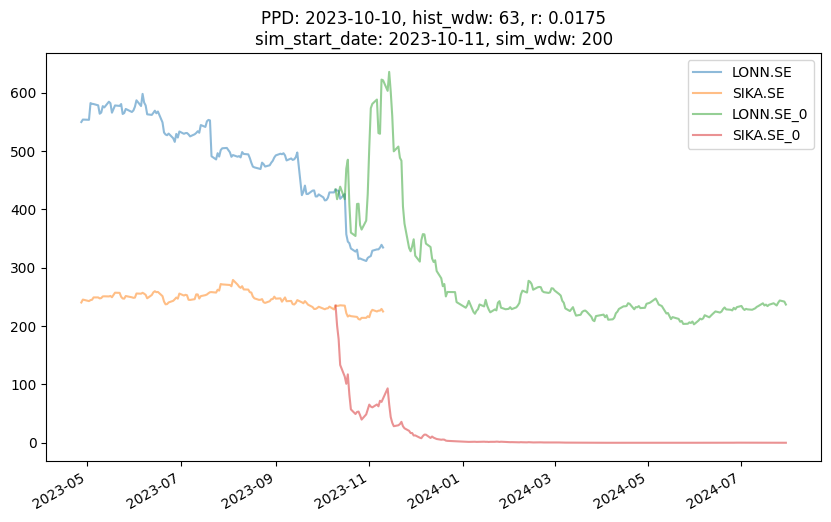 PPD: 2023-10-10, hist_wdw: 63, r: 0.0175
sim_start_date: 2023-10-11, sim_wdw: 200
LONN.SE
SIKA.SE
LONN.SE_0
SIKA.SE_0
600
500
400
300
200
100
0
2023-05
2023-07
2023-09
2023-11
2024-01
2024-03
2024-05
2024-07